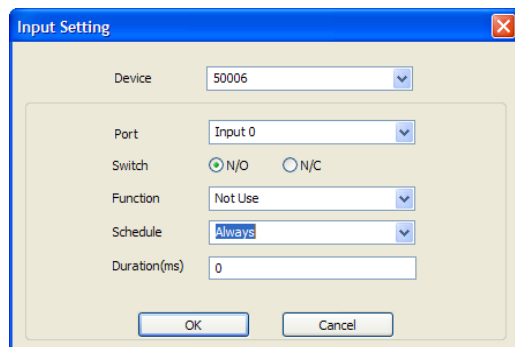 Input Setting
Device 50006
Port Input 0
Switch N/O N/C
Function Not Use
Schedule Always
Duration(ms) 0
OK Cancel